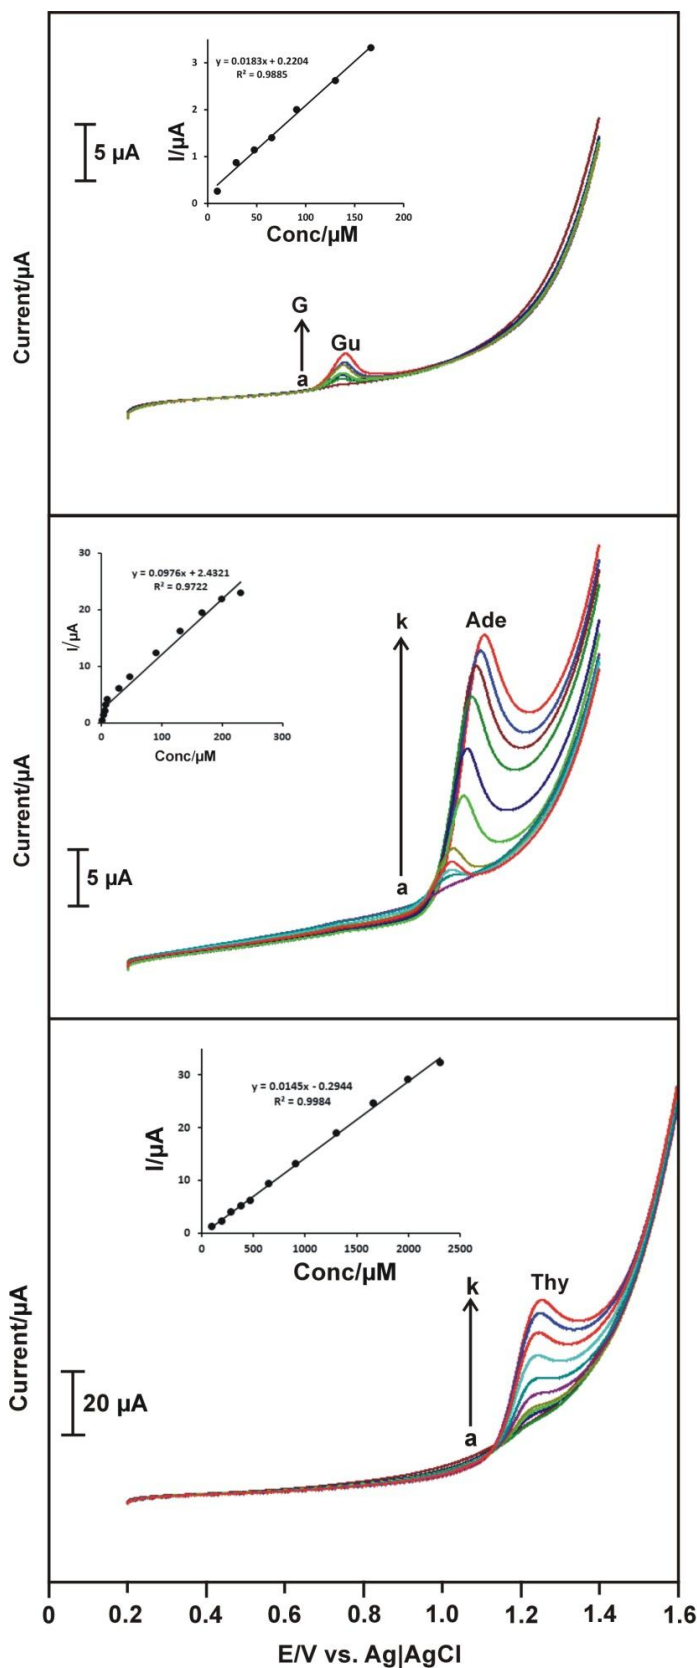 y = 0.0183x + 0.2204
R² = 0.9885
3
2
1
0
I/µA
0 50 100 150 200
Conc/µM
5 µA
Current/µA
G
Gu
a
30
20
10
0
I/µA
y = 0.0976x + 2.4321
R² = 0.9722
0 100 200 300
Conc/µM
k
Ade
a
5 µA
Current/µA
30
20
10
0
I/µA
y = 0.0145x - 0.2944
R² = 0.9984
0 500 1000 1500 2000 2500
Conc/µM
k
Thy
a
20 µA
Current/µA
0 0.2 0.4 0.6 0.8 1.0 1.2 1.4 1.6
E/V vs. Ag|AgCl